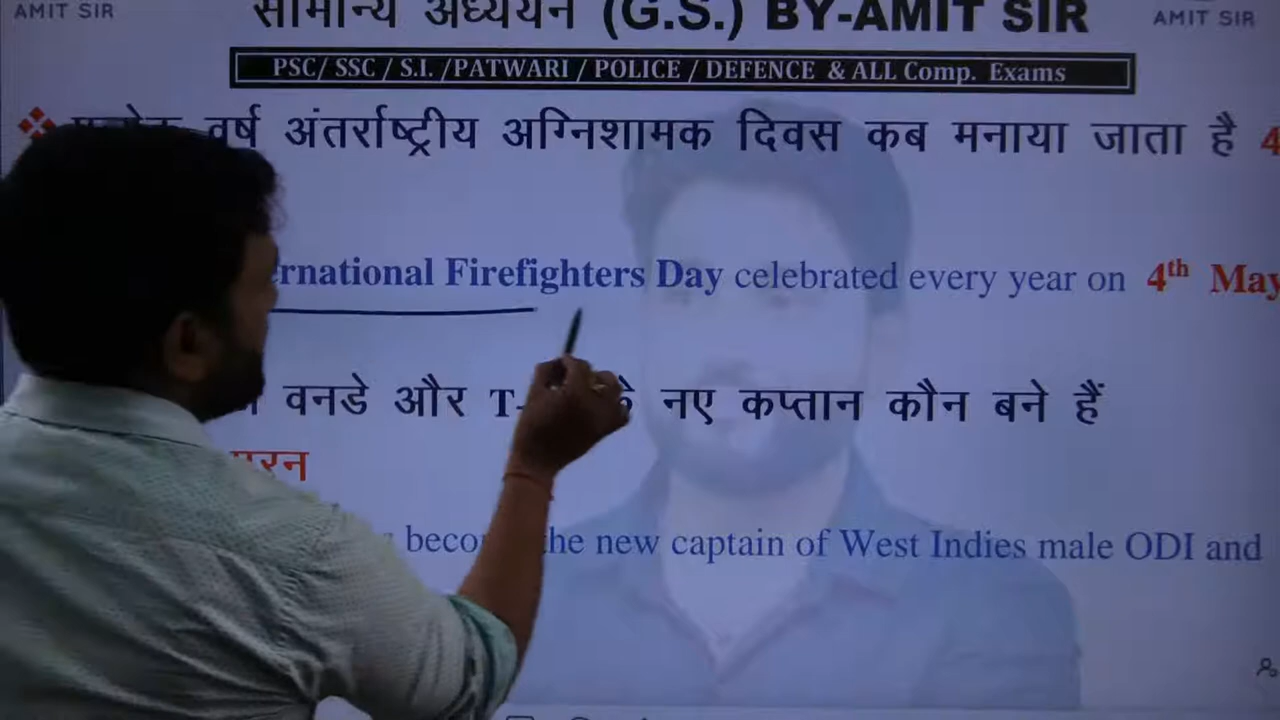 AMIT SIR
सामान्य अध्ययन (G.S.) BY-AMIT SIR
AMIT SIR
PSC/ SSC / S.I. /PATWARI / POLICE / DEFENCE & ALL Comp. Exams
वर्ष अंतर्राष्ट्रीय अग्निशामक दिवस कब मनाया जाता है 4
ernational Firefighters Day celebrated every year on 4th May
वनडे और T- नए कप्तान कौन बने हैं
पूरन
the new captain of West Indies male ODI and